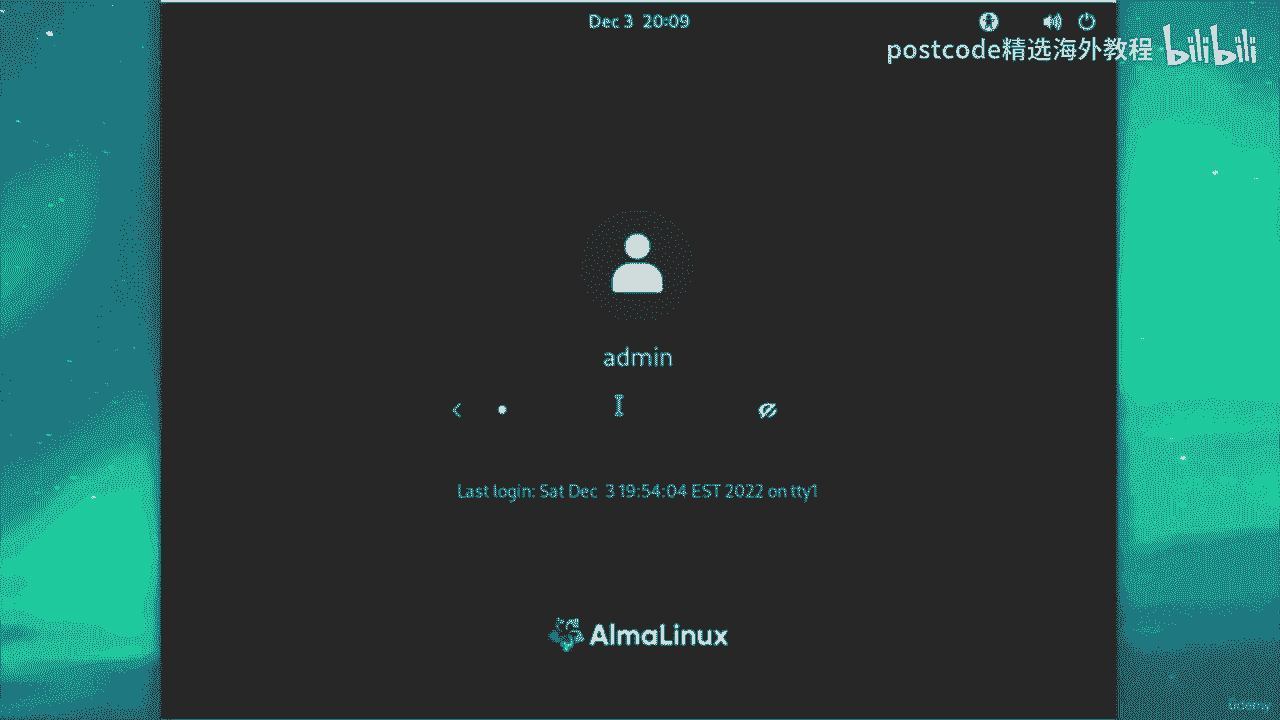 Dec 3 20:09
postcode精选海外教程 bilibili
admin
Last login: Sat Dec 3 19:54:04 EST 2022 on tty1
AlmaLinux
udemy